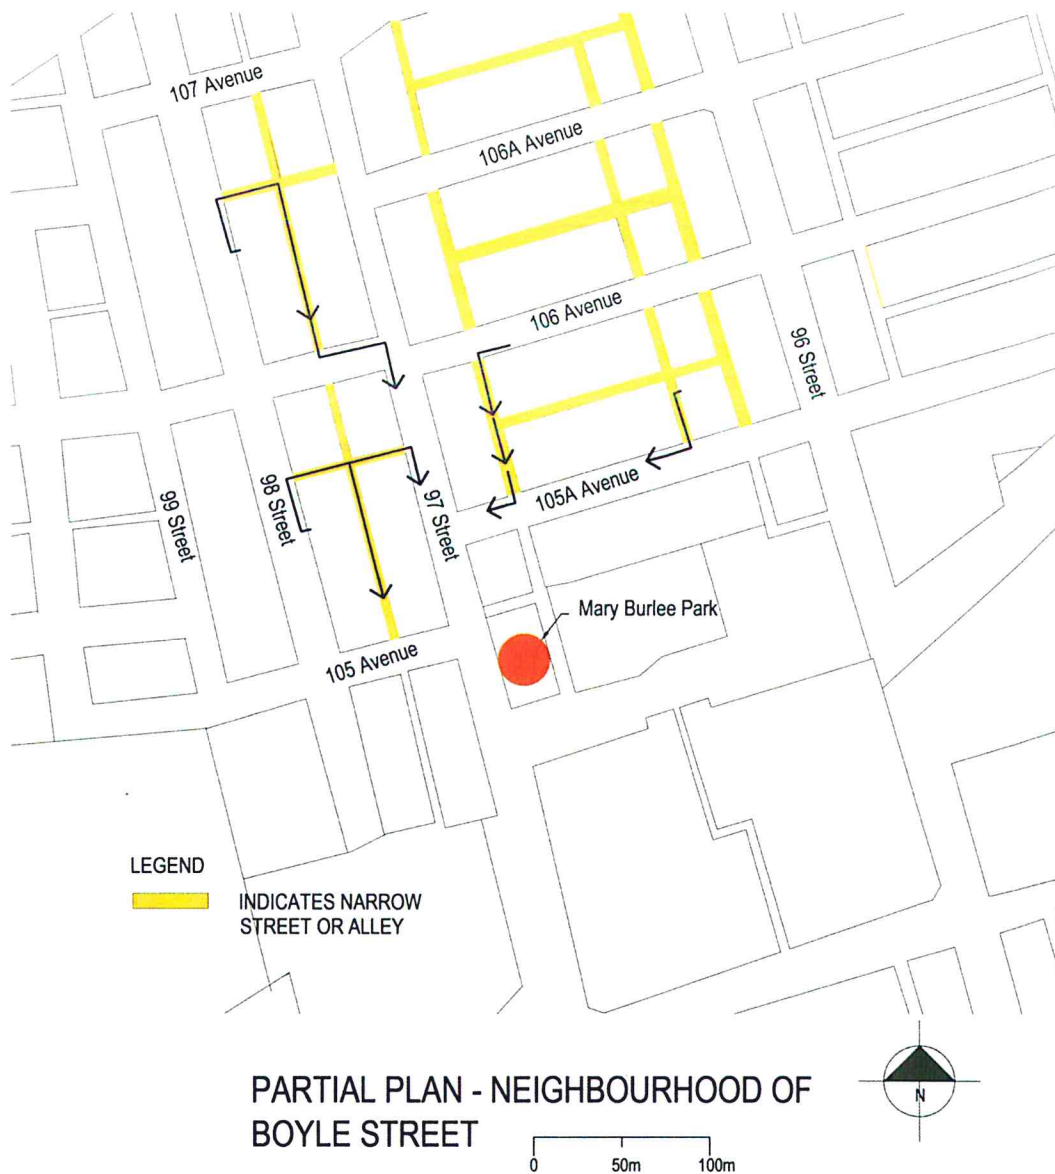 107 Avenue
106A Avenue
106 Avenue
96 Street
105A Avenue
99 Street
98 Street
97 Street
Mary Burlee Park
105 Avenue
LEGEND
INDICATES NARROW
STREET OR ALLEY
N
PARTIAL PLAN - NEIGHBOURHOOD OF
BOYLE STREET
0 50m 100m